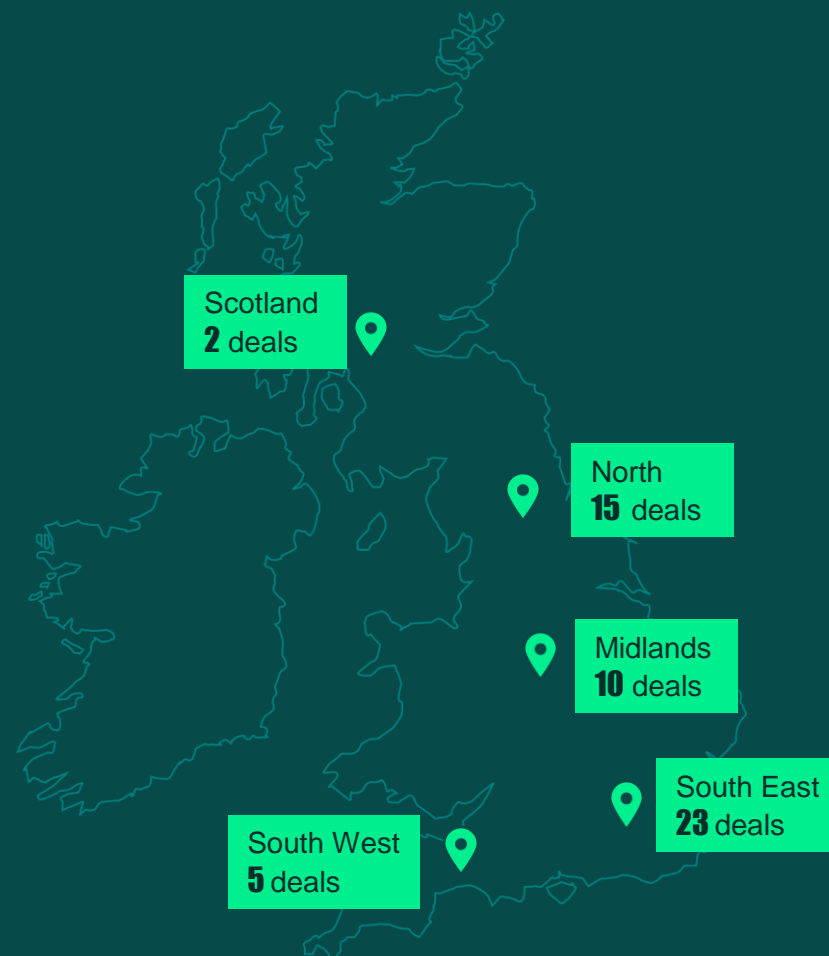 Scotland
2 deals
North
15 deals
Midlands
10 deals
South East
23 deals
South West
5 deals